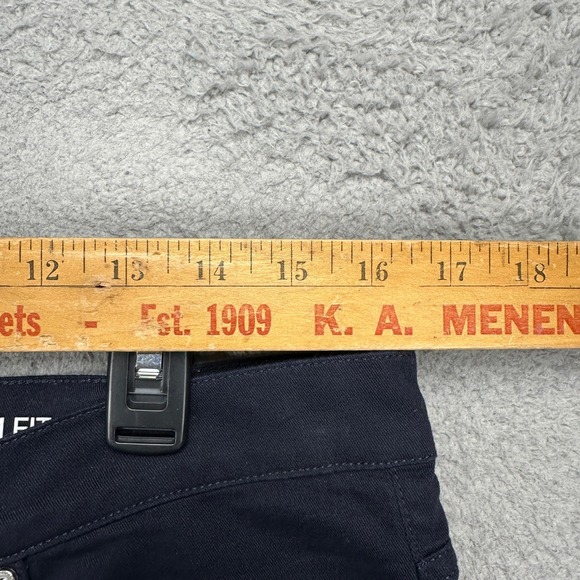 12 13 14 15 16 17 18
ets - Est. 1909 K. A. MENEN
FIT